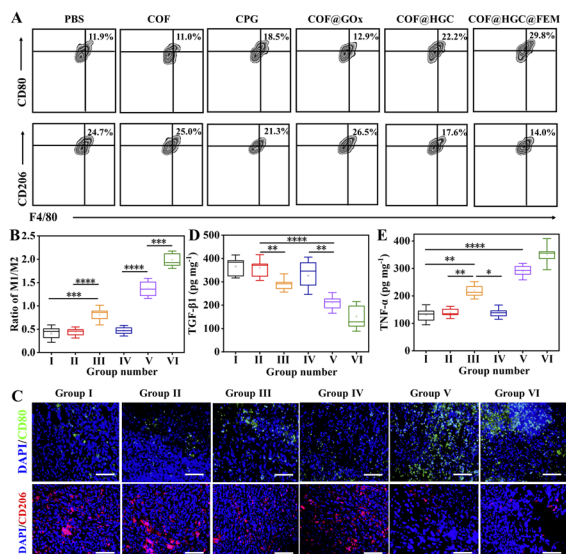 A
PBS COF CPG COF@GOx COF@HGC COF@HGC@FEM
11.9% 11.0% 18.5% 12.9% 22.2% 29.8%
CD80
24.7% 25.0% 21.3% 26.5% 17.6% 14.0%
CD206
F4/80
B
Ratio of M1/M2
2.5
2.0
1.5
1.0
0.5
0.0
*** **** **** ***
I II III IV V VI
Group number
D
TGF-β1 (pg mg⁻¹)
500
400
300
200
100
0
**** ** **
I II III IV V VI
Group number
E
TNF-α (pg mg⁻¹)
400
300
200
100
0
**** ** ** *
I II III IV V VI
Group number
C
Group I Group II Group III Group IV Group V Group VI
DAPI/CD80
DAPI/CD206